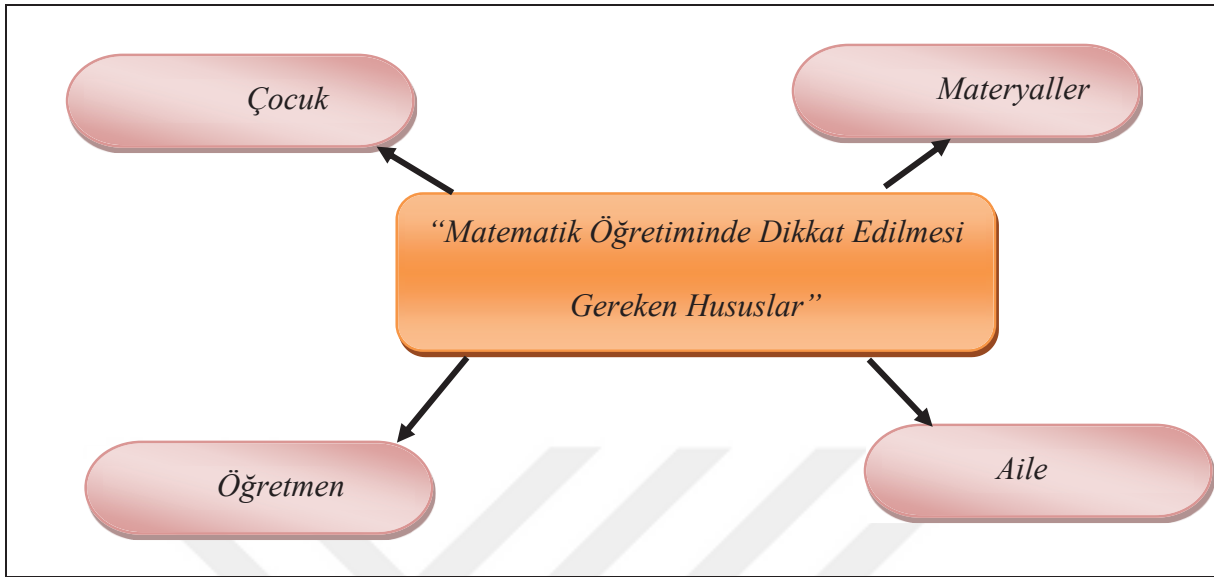 Çocuk
Materyaller
“Matematik Öğretiminde Dikkat Edilmesi
Gereken Hususlar”
Öğretmen
Aile